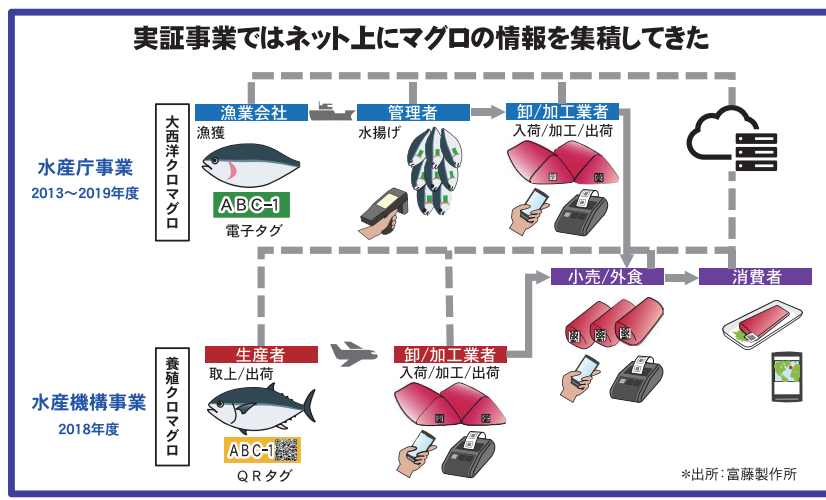 実証事業ではネット上にマグロの情報を集積してきた
水産庁事業
2013〜2019年度
大西洋クロマグロ
漁業会社
漁獲
ABC-1
電子タグ
管理者
水揚げ
卸/加工業者
入荷/加工/出荷
小売/外食
消費者
水産機構事業
2018年度
養殖クロマグロ
生産者
取上/出荷
ABC-1
QRタグ
卸/加工業者
入荷/加工/出荷
*出所:富藤製作所